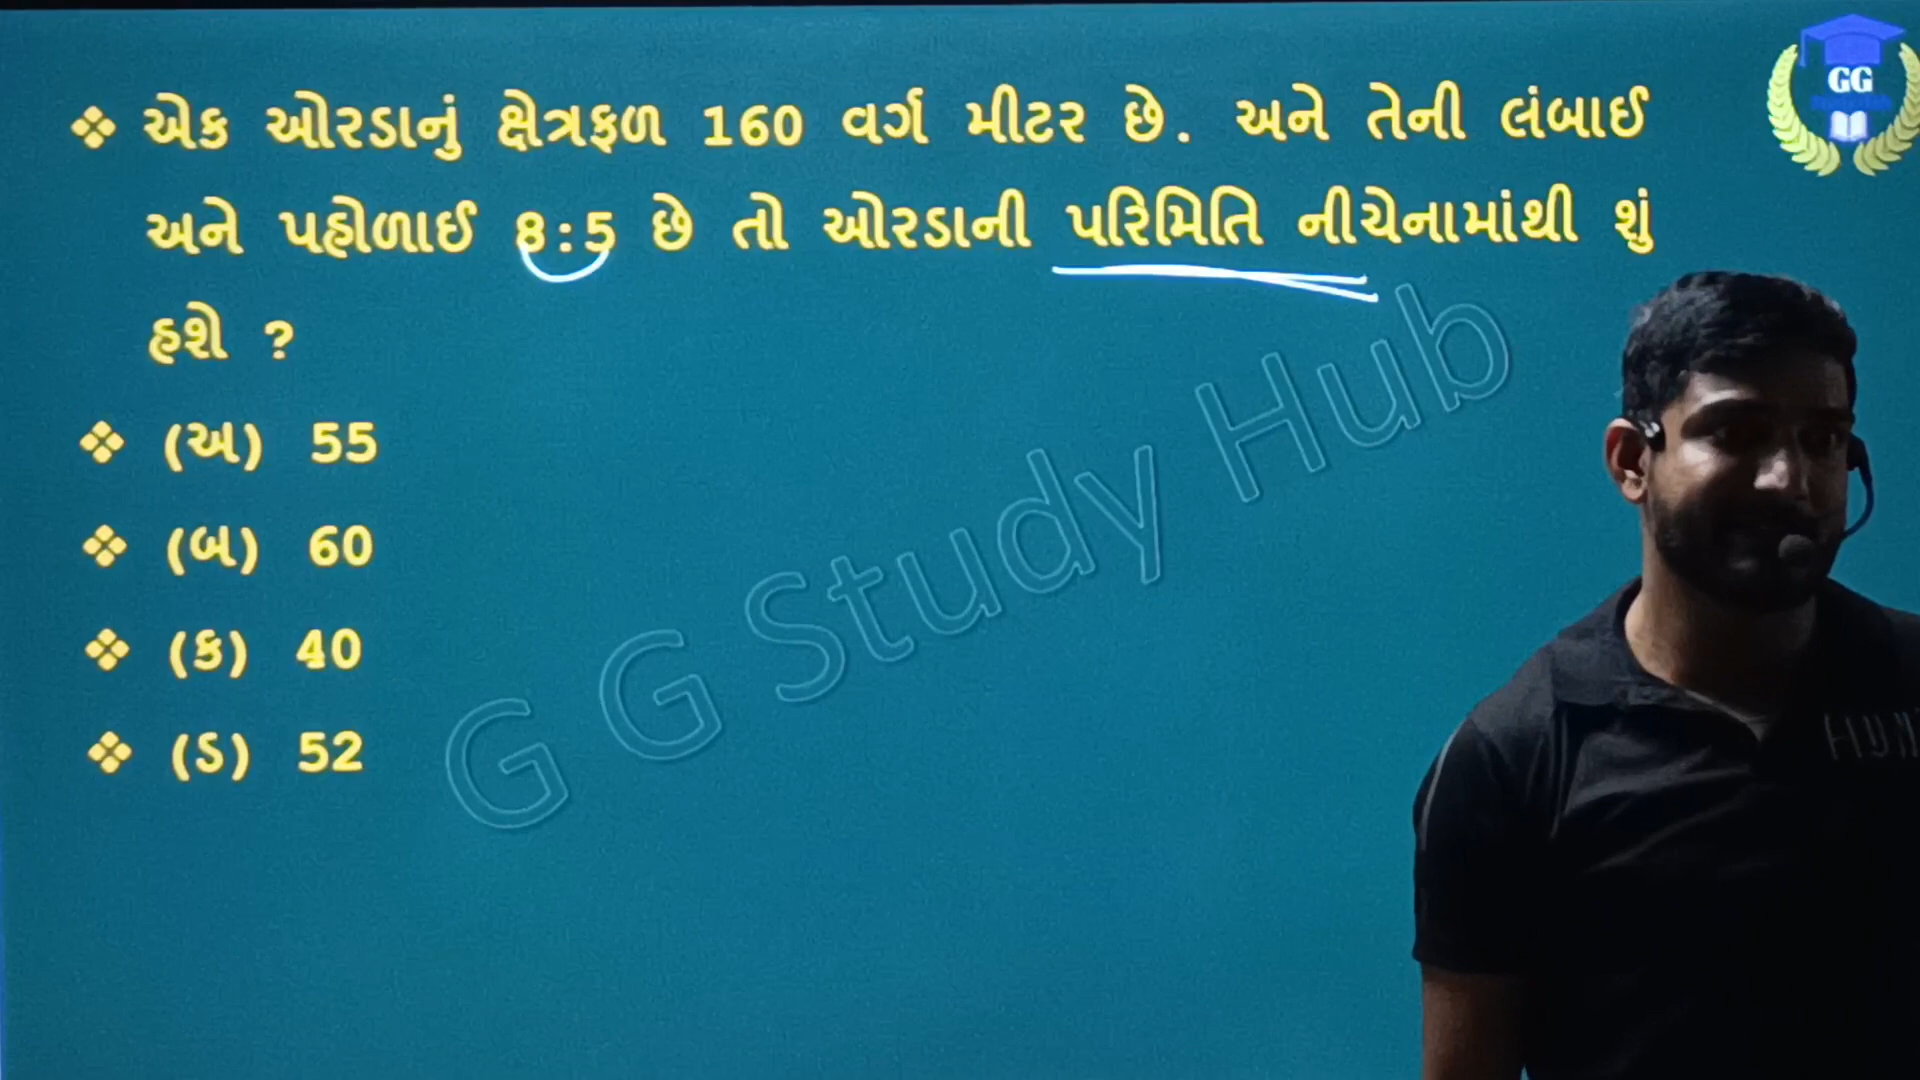 GG
❖ એક ઓરડાનું ક્ષેત્રફળ 160 વર્ગ મીટર છે. અને તેની લંબાઈ
અને પહોળાઈ 8:5 છે તો ઓરડાની પરિમિતિ નીચેનામાંથી શું
હશે ?
❖ (અ) 55
❖ (બ) 60
❖ (ક) 40
❖ (ડ) 52
G G Study Hub